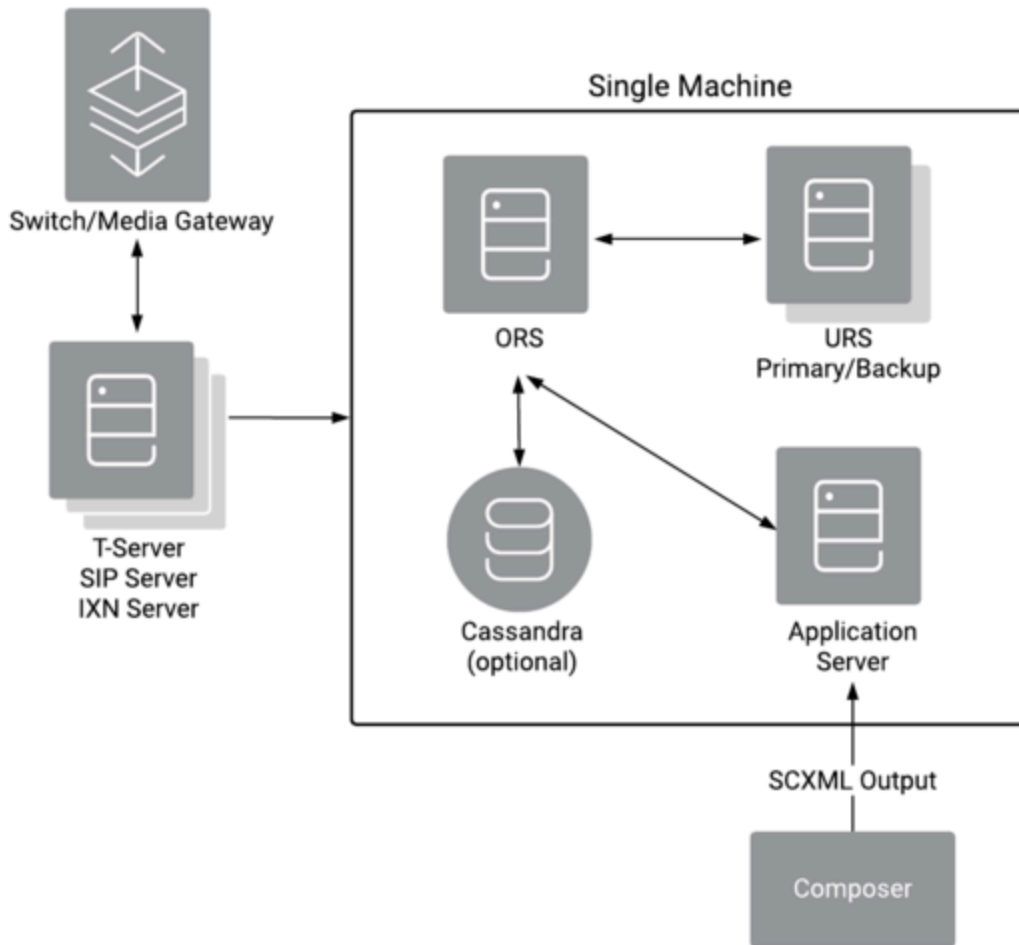 Single Machine
Switch/Media Gateway
ORS
URS
Primary/Backup
T-Server
SIP Server
IXN Server
Cassandra
(optional)
Application
Server
SCXML Output
Composer